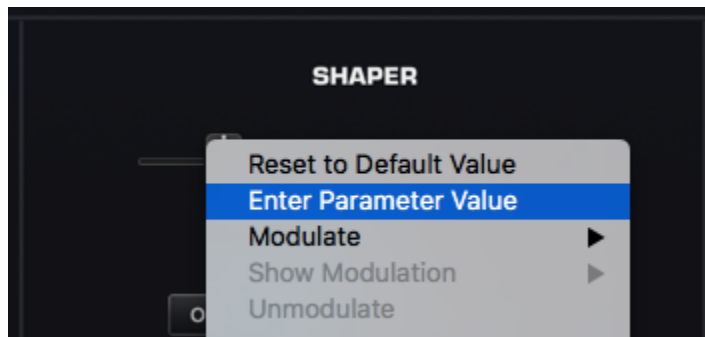 SHAPER
Reset to Default Value
Enter Parameter Value
Modulate
Show Modulation
Unmodulate